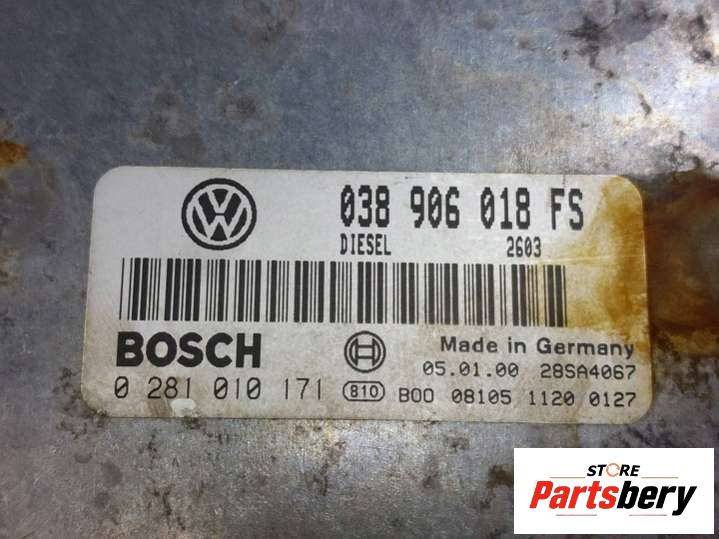 038 906 018 FS
DIESEL 2603
BOSCH
Made in Germany
05.01.00 28SA4067
0 281 010 171 810 B00 08105 1120 0127
STORE
Partsbery